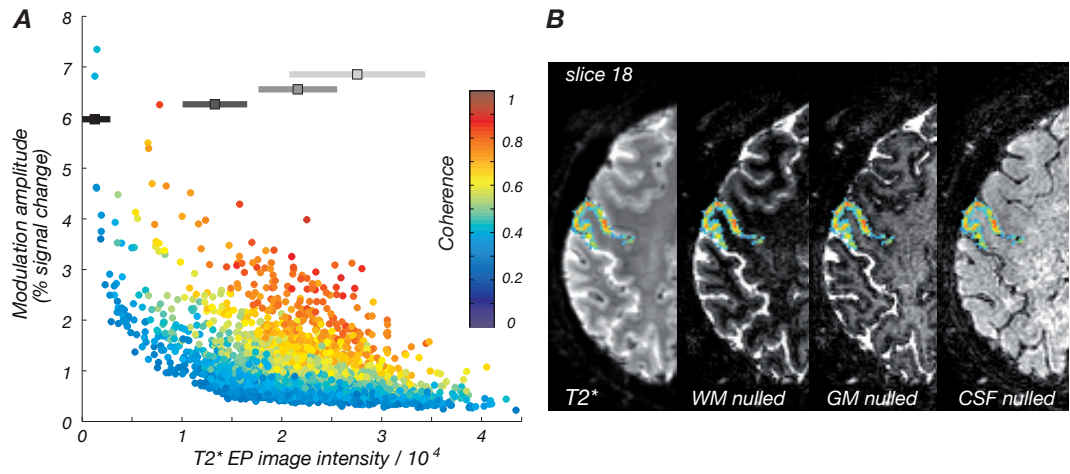 A
8
7
6
5
4
3
2
1
0
Modulation amplitude
(% signal change)
0
1
2
3
4
T2* EP image intensity / 10 4
Coherence
1
0.8
0.6
0.4
0.2
0
B
slice 18
T2*
WM nulled
GM nulled
CSF nulled